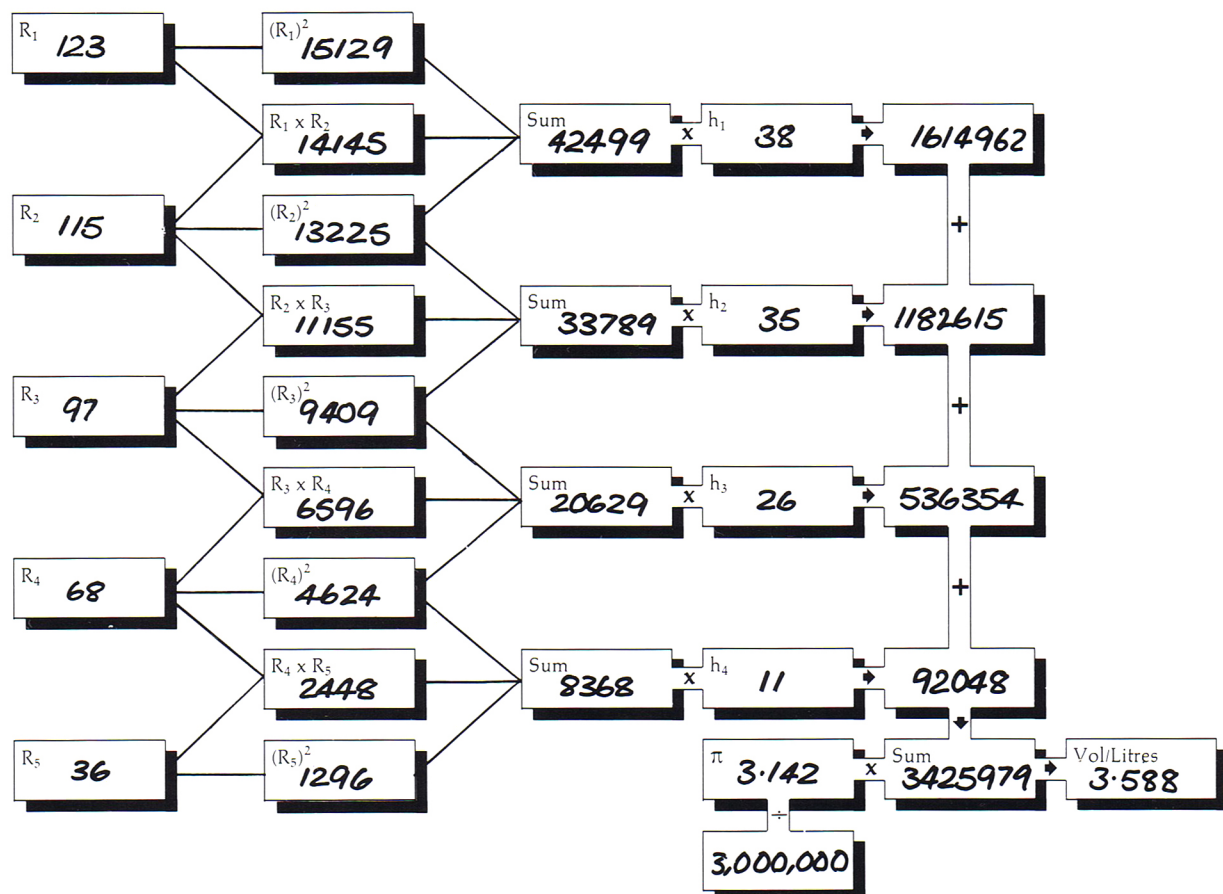 R₁ 123
(R₁)² 15129
R₁ x R₂ 14145
Sum 42499 x h₁ 38 1614962
R₂ 115
(R₂)² 13225
+
R₂ x R₃ 11155
Sum 33789 x h₂ 35 1182615
R₃ 97
(R₃)² 9409
+
R₃ x R₄ 6596
Sum 20629 x h₃ 26 536354
R₄ 68
(R₄)² 4624
+
R₄ x R₅ 2448
Sum 8368 x h₄ 11 92048
R₅ 36
(R₅)² 1296
π 3·142 x Sum 3425979 Vol/Litres 3·588
÷
3,000,000